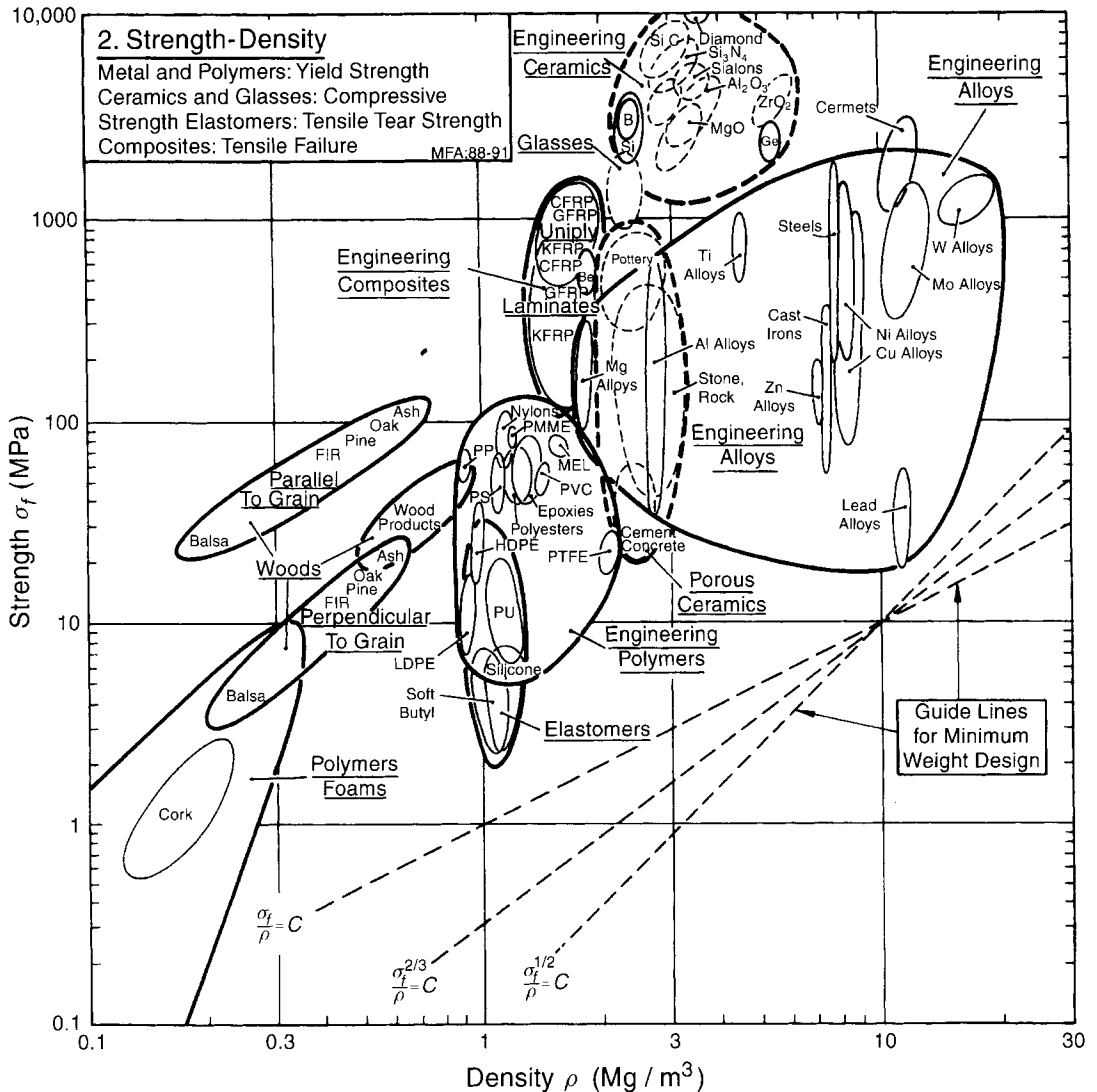 2. Strength-Density
Metal and Polymers: Yield Strength
Ceramics and Glasses: Compressive
Strength Elastomers: Tensile Tear Strength
Composites: Tensile Failure
MFA:88-91
Engineering
Ceramics
Glasses
Si C
Diamond
Si3N4
Sialons
Al2O3
ZrO2
MgO
B
Si
Ge
Cermets
Engineering
Alloys
CFRP
GFRP
Uniply
KFRP
CFRP
Be
GFRP
Laminates
KFRP
Engineering
Composites
Pottery
Ti
Alloys
Steels
W Alloys
Mo Alloys
Cast
Irons
Ni Alloys
Cu Alloys
Al Alloys
Mg
Alloys
Stone,
Rock
Zn
Alloys
Engineering
Alloys
Lead
Alloys
Ash
Oak
Pine
FIR
Parallel
To Grain
Balsa
Wood
Products
Woods
Ash
Oak
Pine
FIR
Perpendicular
To Grain
Balsa
Nylons
PMME
PP
MEL
PS
PVC
Epoxies
Polyesters
HDPE
PTFE
Cement
Concrete
Porous
Ceramics
PU
LDPE
Engineering
Polymers
Silicone
Soft
Butyl
Elastomers
Polymers
Foams
Cork
Guide Lines
for Minimum
Weight Design
σf/ρ = C
σf^2/3/ρ = C
σf^1/2/ρ = C
Strength σf (MPa)
10,000
1000
100
10
1
0.1
0.1
0.3
1
3
10
30
Density ρ (Mg / m³)